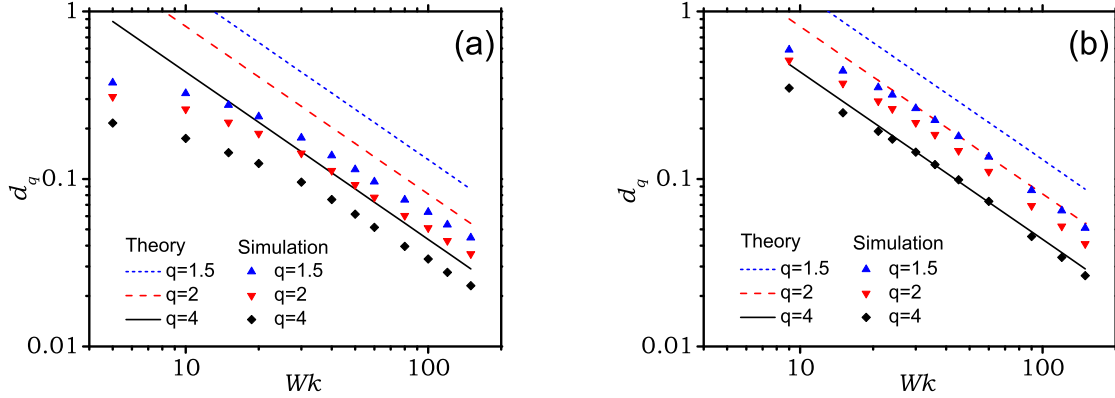 (a)
1
0.1
0.01
d_q
10
100
Wk
Theory Simulation
q=1.5 q=1.5
q=2 q=2
q=4 q=4
(b)
1
0.1
0.01
d_q
10
100
Wk
Theory Simulation
q=1.5 q=1.5
q=2 q=2
q=4 q=4